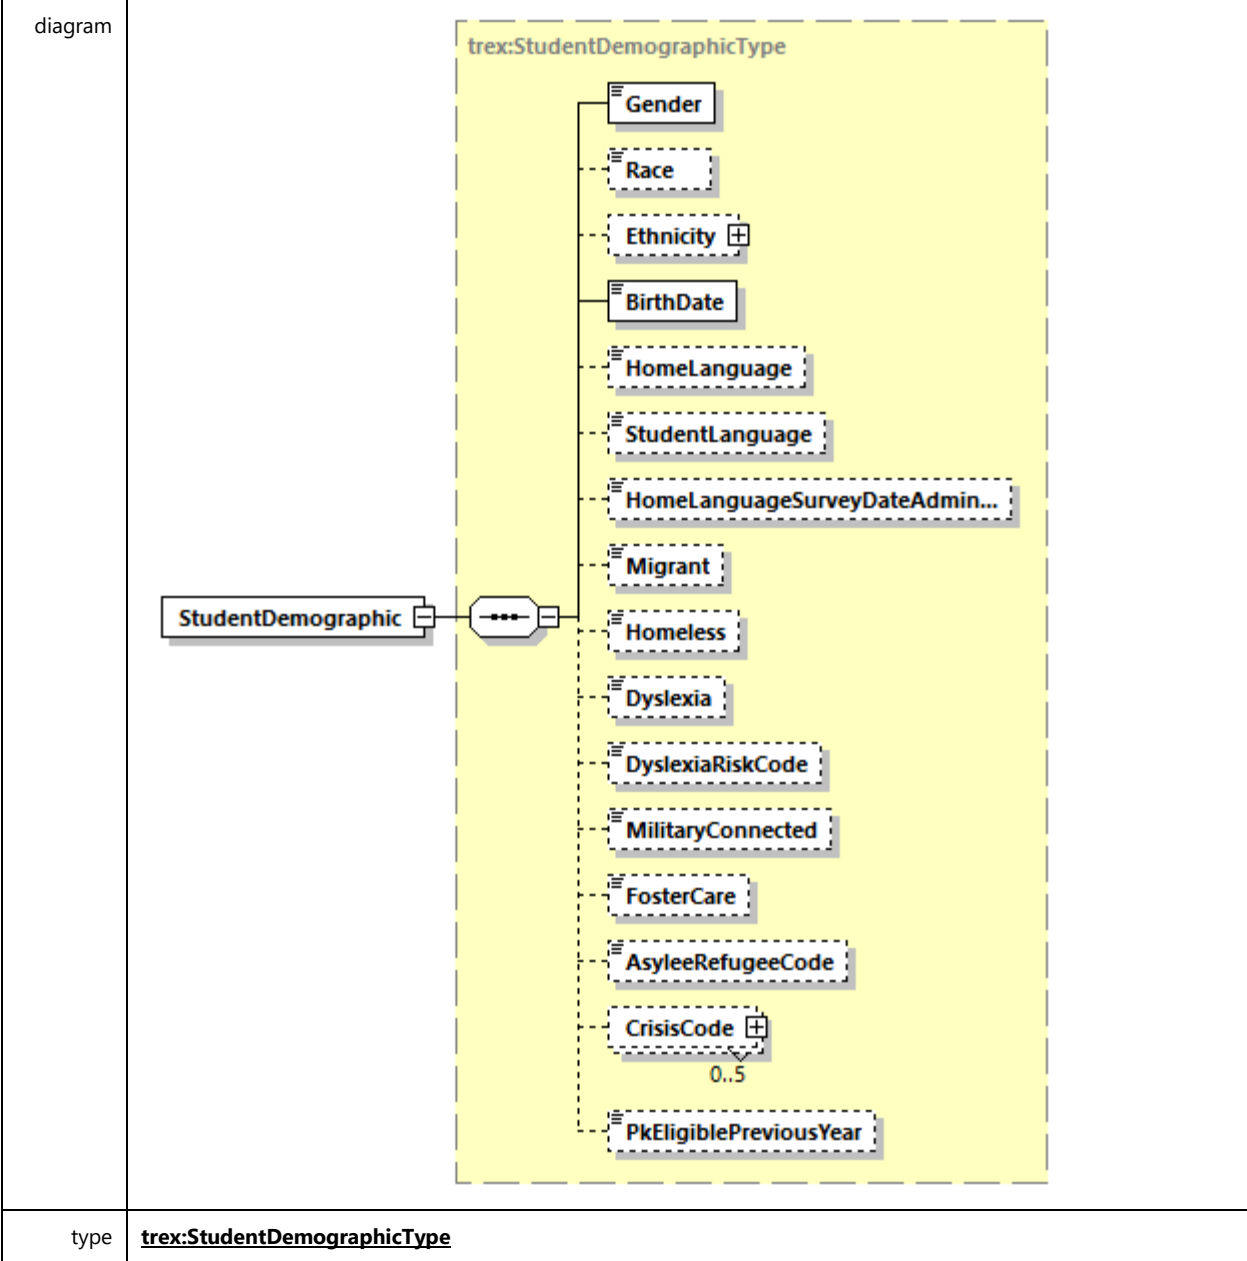 diagram
trex:StudentDemographicType
Gender
Race
Ethnicity
BirthDate
HomeLanguage
StudentLanguage
HomeLanguageSurveyDateAdmin...
Migrant
StudentDemographic
Homeless
Dyslexia
DyslexiaRiskCode
MilitaryConnected
FosterCare
AsyleeRefugeeCode
CrisisCode
0..5
PkEligiblePreviousYear
type
trex:StudentDemographicType